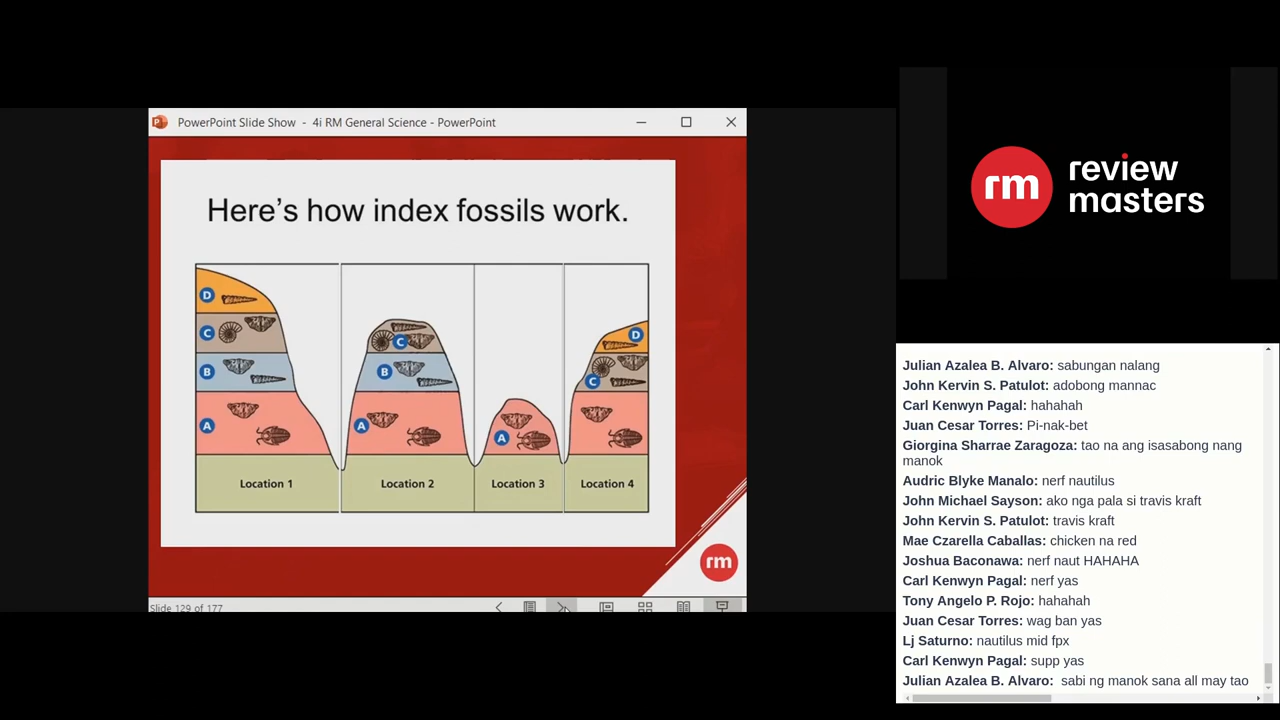 PowerPoint Slide Show - 4i RM General Science - PowerPoint
Here's how index fossils work.
D
C
B
A
Location 1
C
B
A
Location 2
A
Location 3
D
C
A
Location 4
rm
Slide 129 of 177
rm review
masters
Julian Azalea B. Alvaro: sabungan nalang
John Kervin S. Patulot: adobong mannac
Carl Kenwyn Pagal: hahahah
Juan Cesar Torres: Pi-nak-bet
Giorgina Sharrae Zaragoza: tao na ang isasabong nang
manok
Audric Blyke Manalo: nerf nautilus
John Michael Sayson: ako nga pala si travis kraft
John Kervin S. Patulot: travis kraft
Mae Czarella Caballas: chicken na red
Joshua Baconawa: nerf naut HAHAHA
Carl Kenwyn Pagal: nerf yas
Tony Angelo P. Rojo: hahahah
Juan Cesar Torres: wag ban yas
Lj Saturno: nautilus mid fpx
Carl Kenwyn Pagal: supp yas
Julian Azalea B. Alvaro: sabi ng manok sana all may tao